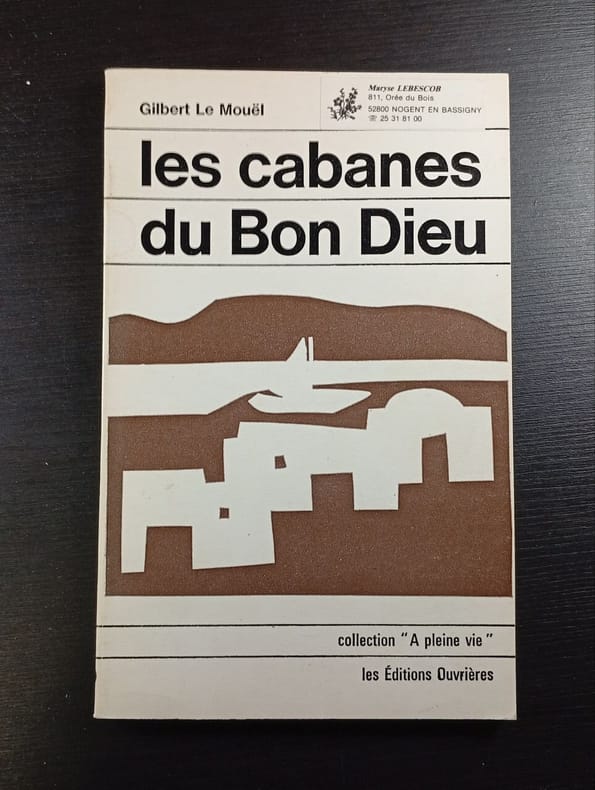 Gilbert Le Mouël
Maryse LEBESCOB
811, Orée du Bois
52800 NOGENT EN BASSIGNY
☏ 25 31 81 00
les cabanes
du Bon Dieu
collection "A pleine vie"
les Éditions Ouvrières